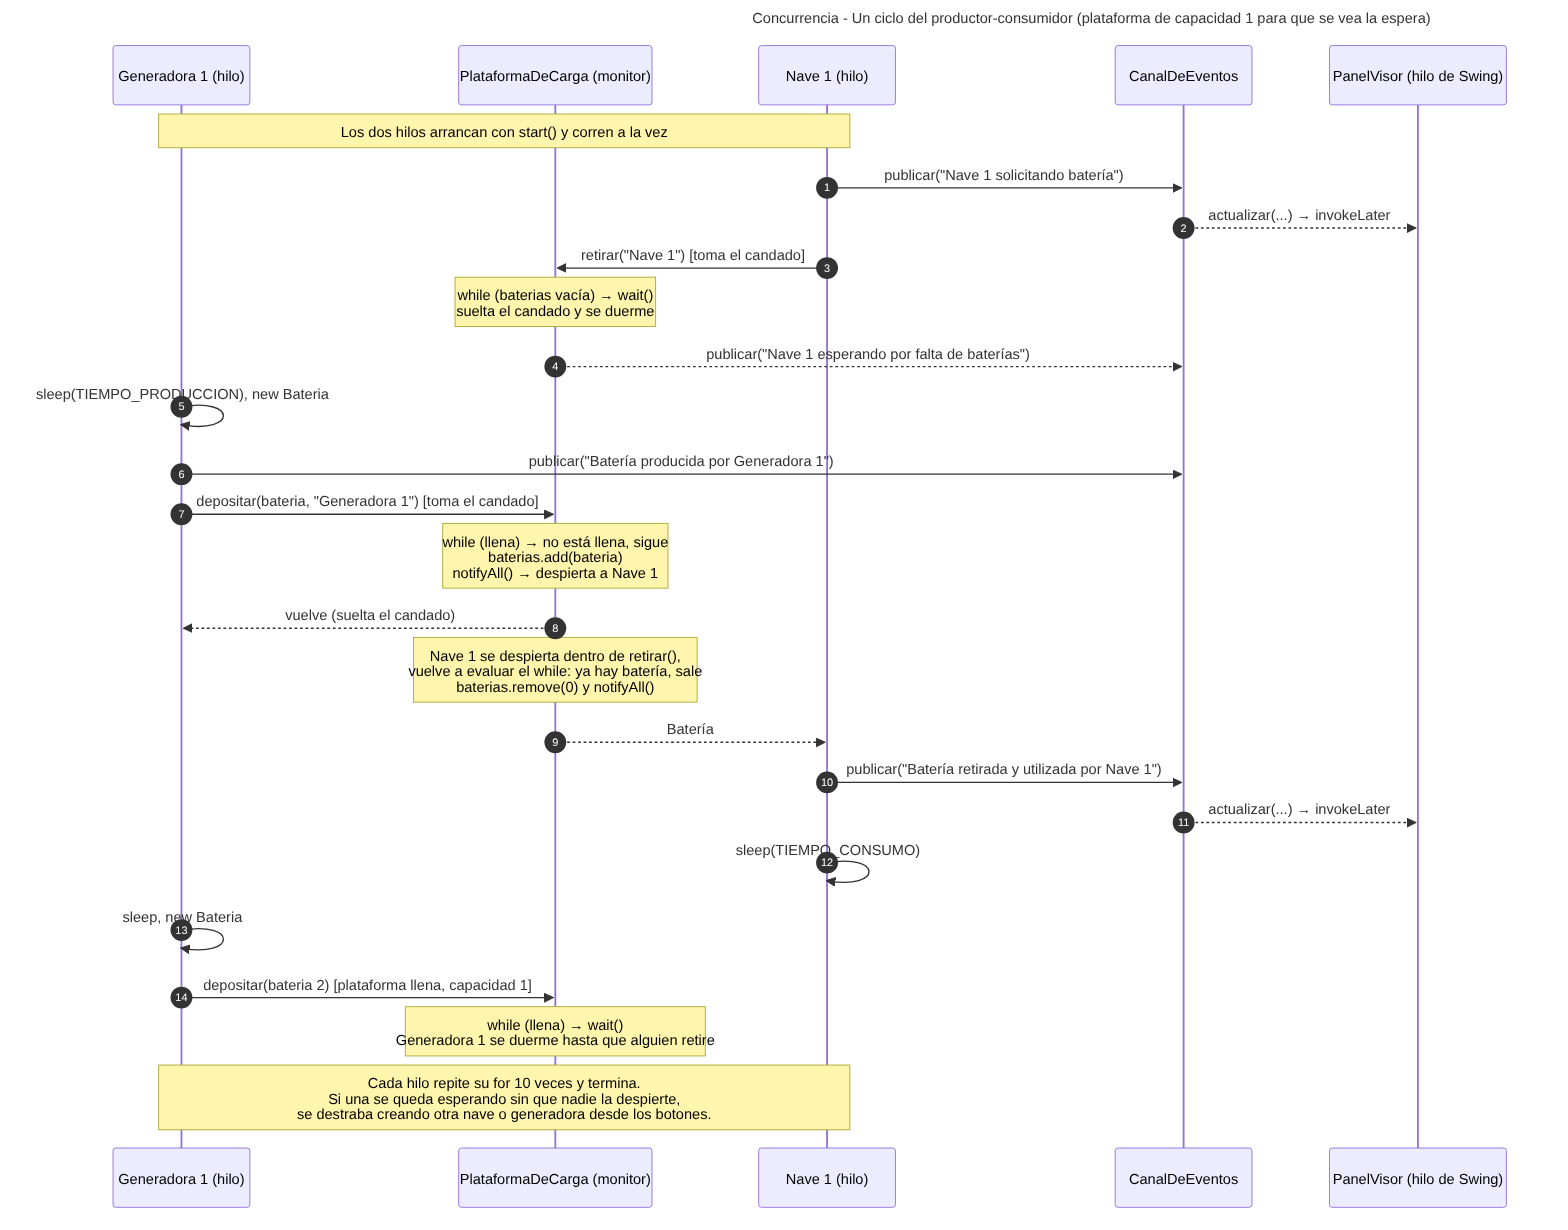 Concurrencia - Un ciclo del productor-consumidor (plataforma de capacidad 1 para que se vea la espera)
Generadora 1 (hilo)
PlataformaDeCarga (monitor)
Nave 1 (hilo)
CanalDeEventos
PanelVisor (hilo de Swing)
Los dos hilos arrancan con start() y corren a la vez
1 publicar("Nave 1 solicitando batería")
2 actualizar(...) → invokeLater
3 retirar("Nave 1") [toma el candado]
while (baterias vacía) → wait()
suelta el candado y se duerme
4 publicar("Nave 1 esperando por falta de baterías")
5 sleep(TIEMPO_PRODUCCION), new Bateria
6 publicar("Batería producida por Generadora 1")
7 depositar(bateria, "Generadora 1") [toma el candado]
while (llena) → no está llena, sigue
baterias.add(bateria)
notifyAll() → despierta a Nave 1
8 vuelve (suelta el candado)
Nave 1 se despierta dentro de retirar(),
vuelve a evaluar el while: ya hay batería, sale
baterias.remove(0) y notifyAll()
9 Batería
10 publicar("Batería retirada y utilizada por Nave 1")
11 actualizar(...) → invokeLater
12 sleep(TIEMPO_CONSUMO)
13 sleep, new Bateria
14 depositar(bateria 2) [plataforma llena, capacidad 1]
while (llena) → wait()
Generadora 1 se duerme hasta que alguien retire
Cada hilo repite su for 10 veces y termina.
Si una se queda esperando sin que nadie la despierte,
se destraba creando otra nave o generadora desde los botones.
Generadora 1 (hilo)
PlataformaDeCarga (monitor)
Nave 1 (hilo)
CanalDeEventos
PanelVisor (hilo de Swing)